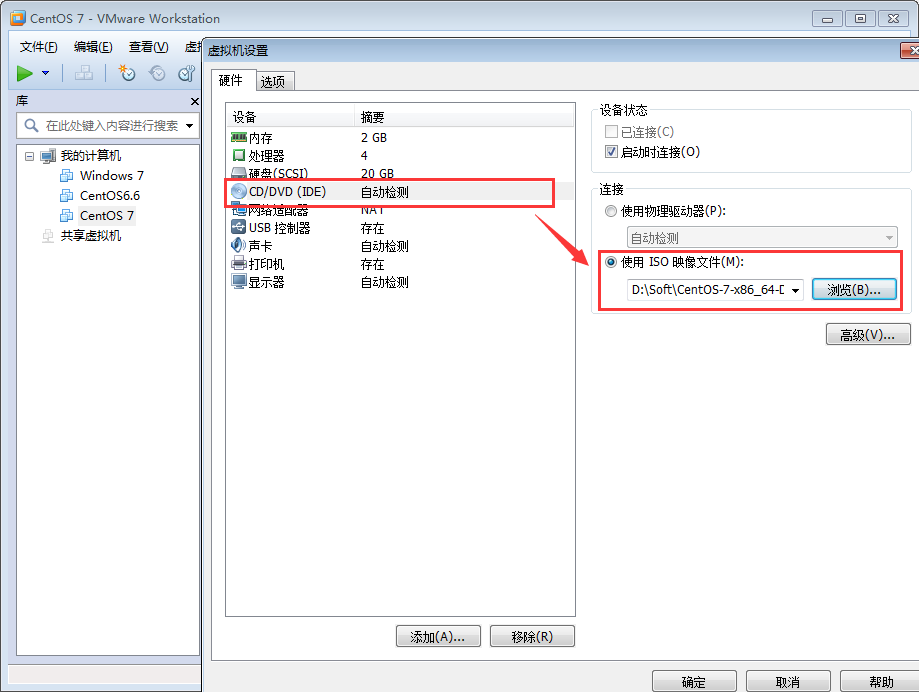 CentOS 7 - VMware Workstation
文件(F) 编辑(E) 查看(V) 虚拟
虚拟机设置
库
在此处键入内容进行搜索
我的计算机
Windows 7
CentOS6.6
CentOS 7
共享虚拟机
硬件 选项
设备 摘要
内存 2 GB
处理器 4
硬盘(SCSI) 20 GB
CD/DVD (IDE) 自动检测
网络适配器 NAT
USB 控制器 存在
声卡 自动检测
打印机 存在
显示器 自动检测
添加(A)... 移除(R)
设备状态
已连接(C)
启动时连接(O)
连接
使用物理驱动器(P):
自动检测
使用 ISO 映像文件(M):
D:\Soft\CentOS-7-x86_64-D 浏览(B)...
高级(V)...
确定 取消 帮助